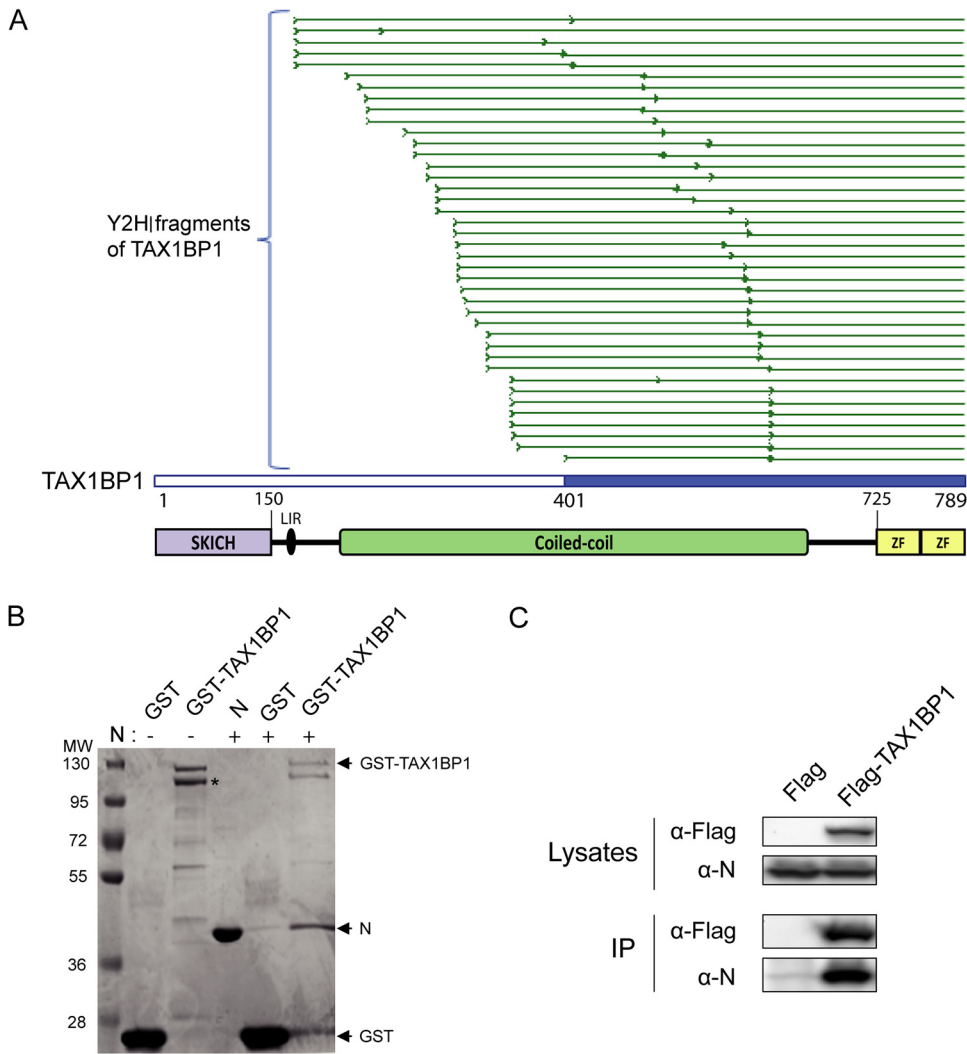 A
Y2H|fragments
of TAX1BP1
TAX1BP1
1 150 401 725 789
LIR
SKICH Coiled-coil ZF ZF
B
GST GST-TAX1BP1 N GST GST-TAX1BP1
N : - - + + +
MW
130 GST-TAX1BP1
95
*
72
55
N
36
28
GST
C
Flag Flag-TAX1BP1
Lysates
α-Flag
α-N
IP
α-Flag
α-N